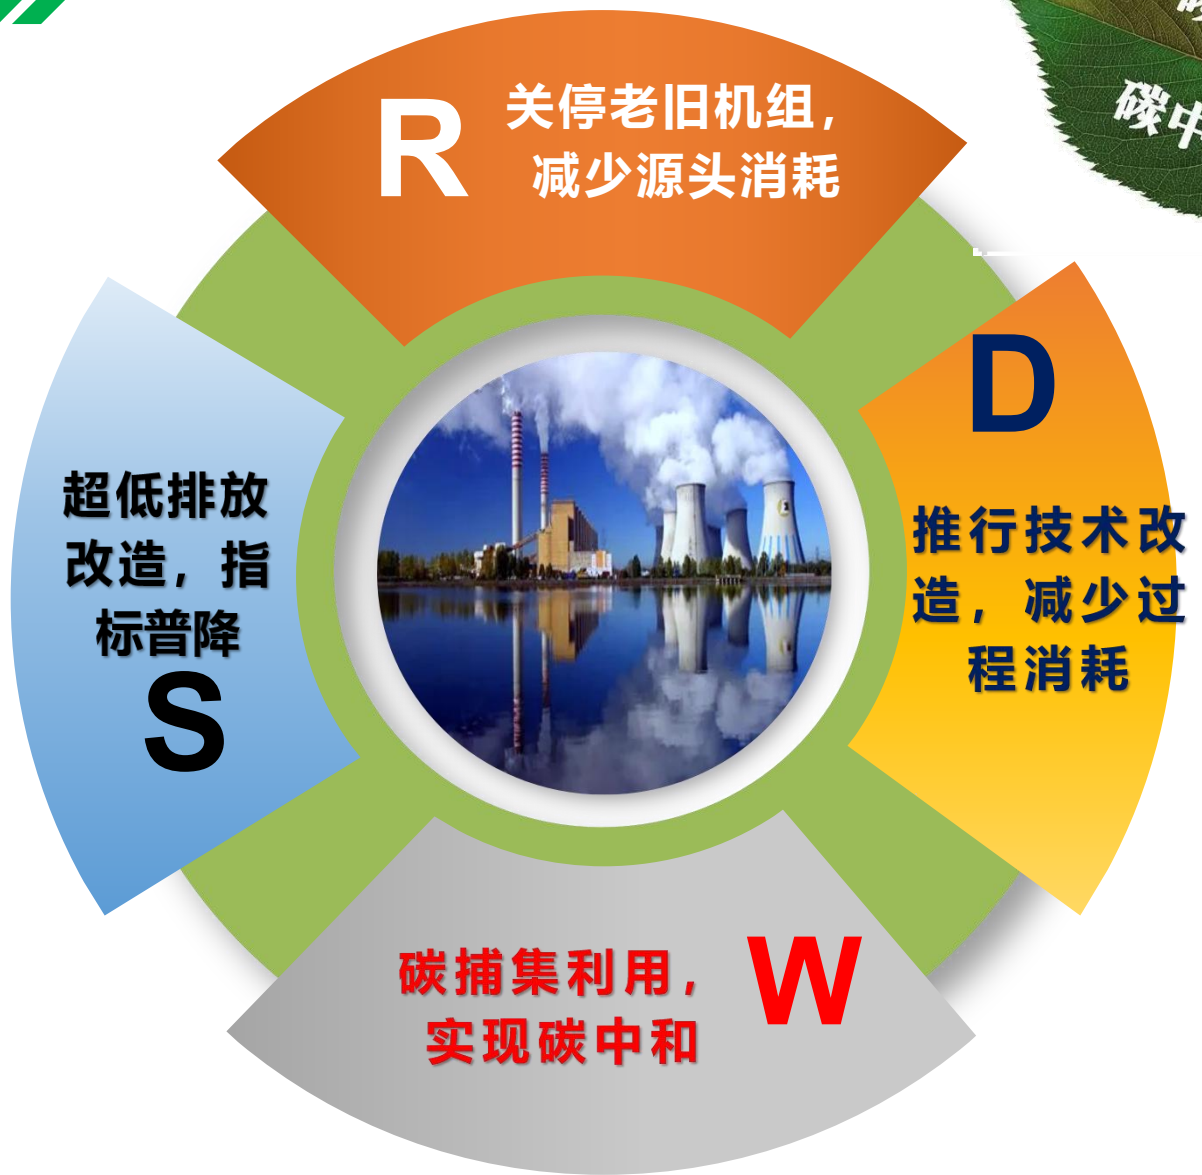 R
关停老旧机组，
减少源头消耗
碳中
D
推行技术改
造，减少过
程消耗
超低排放
改造，指
标普降
S
碳捕集利用，
实现碳中和
W